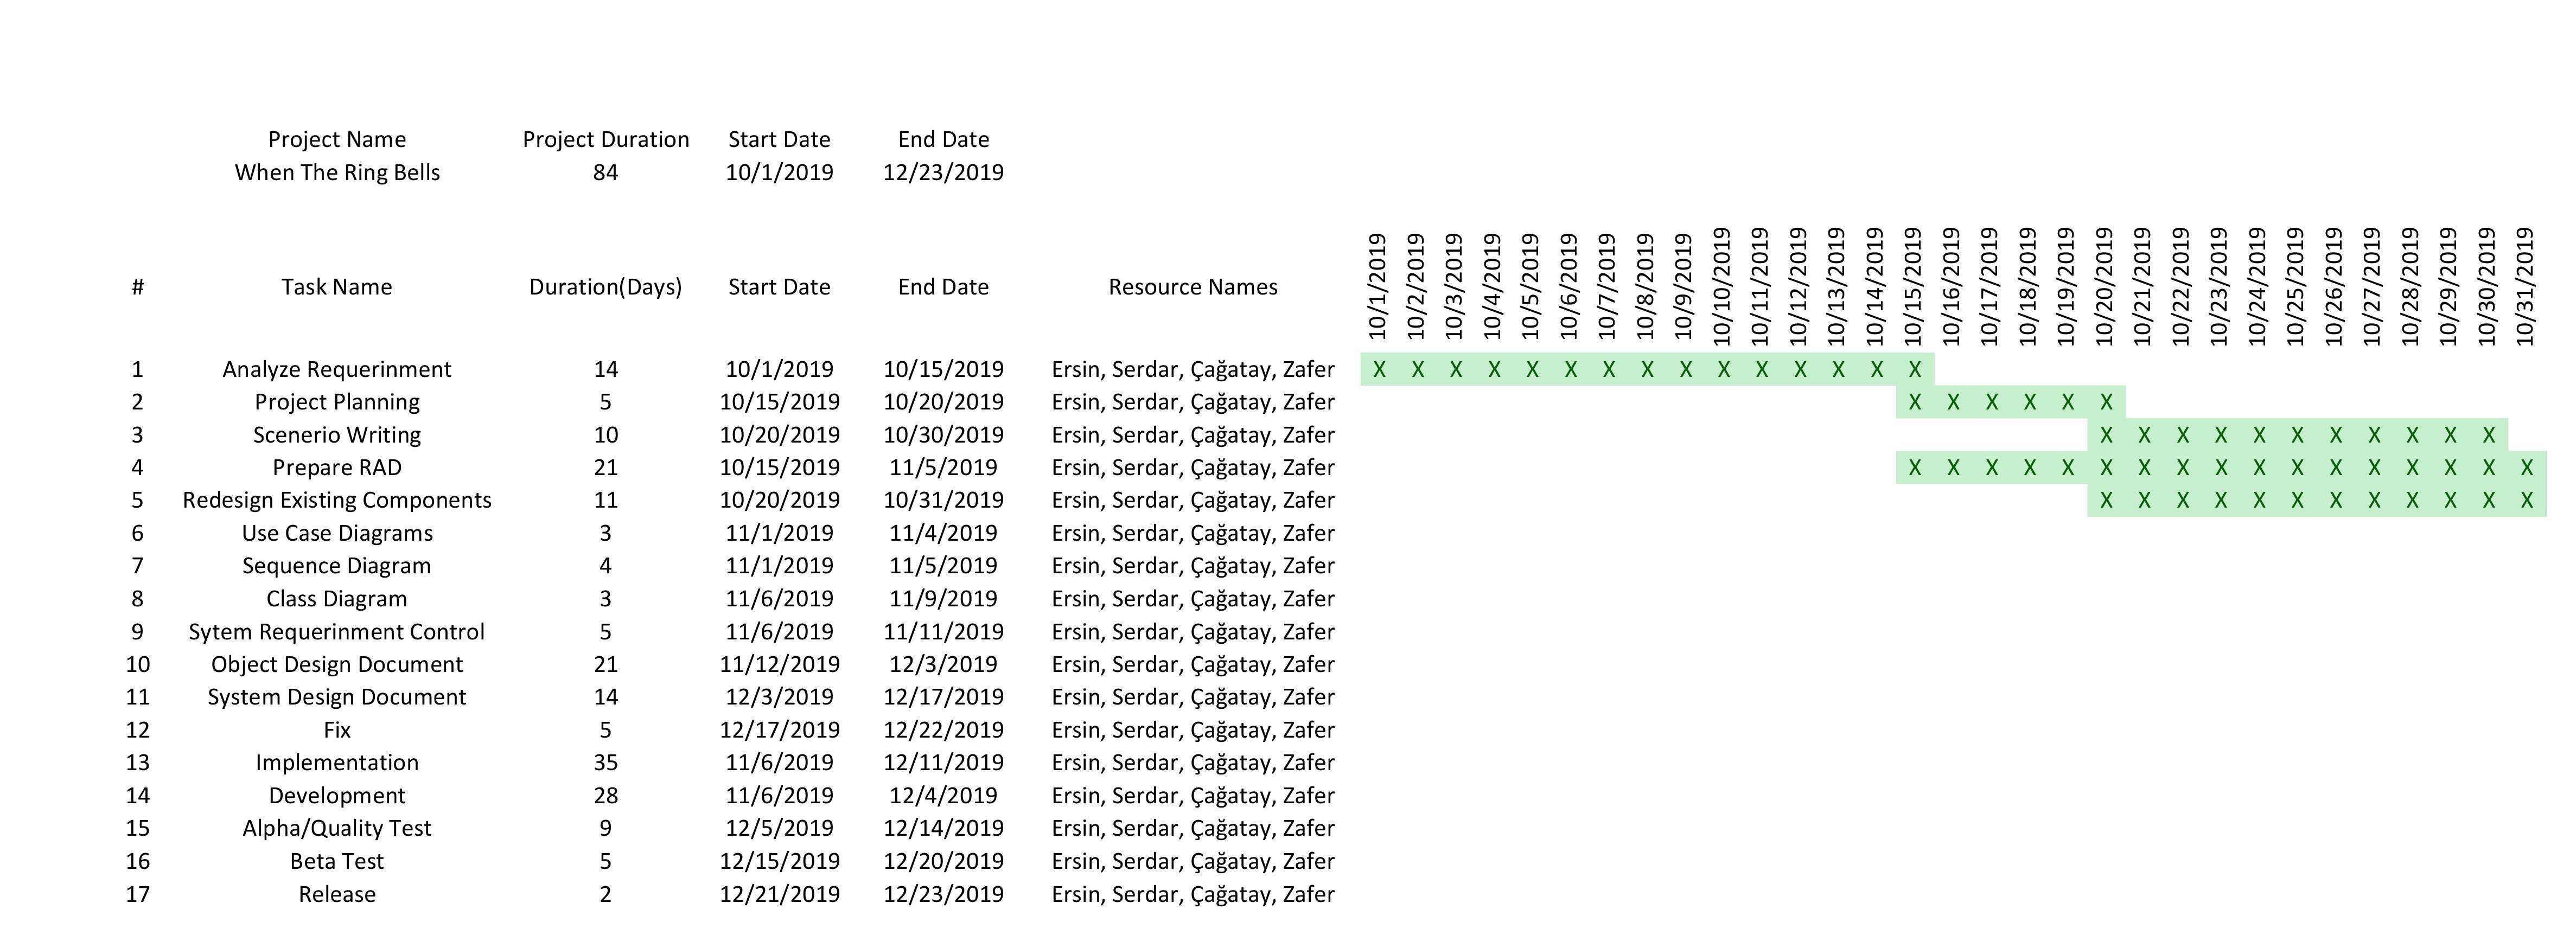 Project Name Project Duration Start Date End Date
When The Ring Bells 84 10/1/2019 12/23/2019
# Task Name Duration(Days) Start Date End Date Resource Names 10/1/2019 10/2/2019 10/3/2019 10/4/2019 10/5/2019 10/6/2019 10/7/2019 10/8/2019 10/9/2019 10/10/2019 10/11/2019 10/12/2019 10/13/2019 10/14/2019 10/15/2019 10/16/2019 10/17/2019 10/18/2019 10/19/2019 10/20/2019 10/21/2019 10/22/2019 10/23/2019 10/24/2019 10/25/2019 10/26/2019 10/27/2019 10/28/2019 10/29/2019 10/30/2019 10/31/2019
1 Analyze Requerinment 14 10/1/2019 10/15/2019 Ersin, Serdar, Çağatay, Zafer X X X X X X X X X X X X X X X
2 Project Planning 5 10/15/2019 10/20/2019 Ersin, Serdar, Çağatay, Zafer X X X X X X
3 Scenerio Writing 10 10/20/2019 10/30/2019 Ersin, Serdar, Çağatay, Zafer X X X X X X X X X X X
4 Prepare RAD 21 10/15/2019 11/5/2019 Ersin, Serdar, Çağatay, Zafer X X X X X X X X X X X X X X X X X
5 Redesign Existing Components 11 10/20/2019 10/31/2019 Ersin, Serdar, Çağatay, Zafer X X X X X X X X X X X X
6 Use Case Diagrams 3 11/1/2019 11/4/2019 Ersin, Serdar, Çağatay, Zafer
7 Sequence Diagram 4 11/1/2019 11/5/2019 Ersin, Serdar, Çağatay, Zafer
8 Class Diagram 3 11/6/2019 11/9/2019 Ersin, Serdar, Çağatay, Zafer
9 Sytem Requerinment Control 5 11/6/2019 11/11/2019 Ersin, Serdar, Çağatay, Zafer
10 Object Design Document 21 11/12/2019 12/3/2019 Ersin, Serdar, Çağatay, Zafer
11 System Design Document 14 12/3/2019 12/17/2019 Ersin, Serdar, Çağatay, Zafer
12 Fix 5 12/17/2019 12/22/2019 Ersin, Serdar, Çağatay, Zafer
13 Implementation 35 11/6/2019 12/11/2019 Ersin, Serdar, Çağatay, Zafer
14 Development 28 11/6/2019 12/4/2019 Ersin, Serdar, Çağatay, Zafer
15 Alpha/Quality Test 9 12/5/2019 12/14/2019 Ersin, Serdar, Çağatay, Zafer
16 Beta Test 5 12/15/2019 12/20/2019 Ersin, Serdar, Çağatay, Zafer
17 Release 2 12/21/2019 12/23/2019 Ersin, Serdar, Çağatay, Zafer